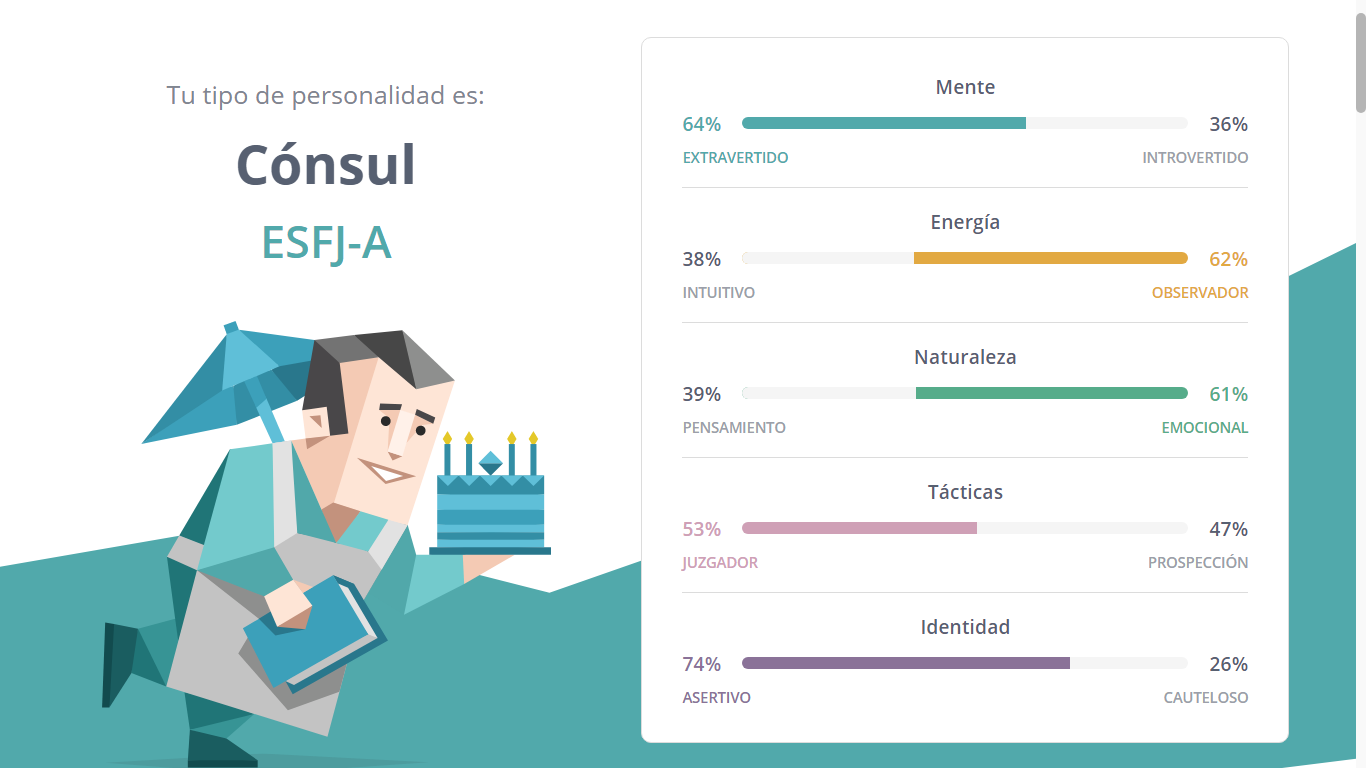 Tu tipo de personalidad es:
Cónsul
ESFJ-A
Mente
64% 36%
EXTRAVERTIDO INTROVERTIDO
Energía
38% 62%
INTUITIVO OBSERVADOR
Naturaleza
39% 61%
PENSAMIENTO EMOCIONAL
Tácticas
53% 47%
JUZGADOR PROSPECCIÓN
Identidad
74% 26%
ASERTIVO CAUTELOSO